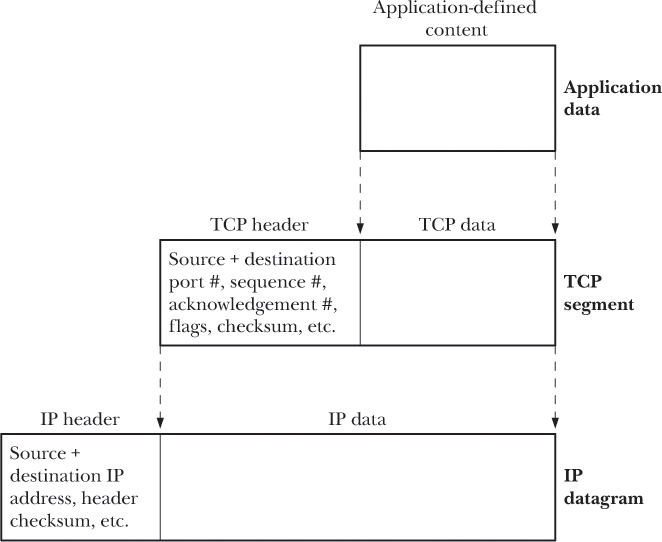 Application-defined
content
Application
data
TCP header
TCP data
Source + destination
port #, sequence #,
acknowledgement #,
flags, checksum, etc.
TCP
segment
IP header
IP data
Source +
destination IP
address, header
checksum, etc.
IP
datagram